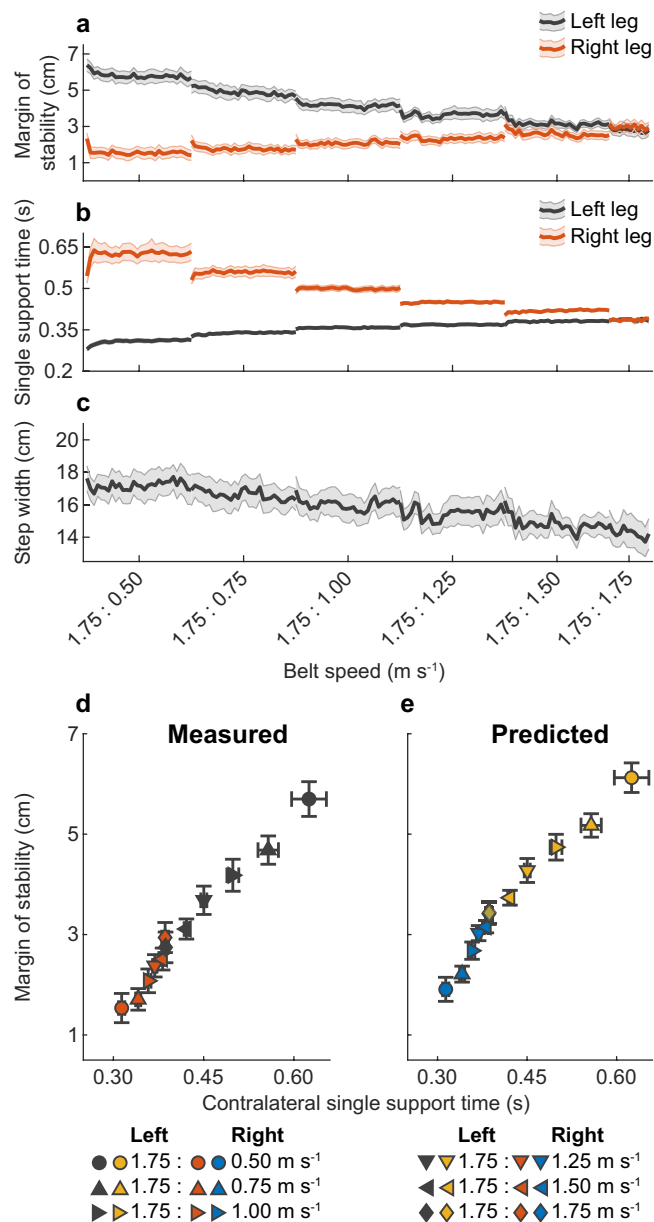 a
Left leg
Right leg
Margin of stability (cm)
7
5
3
1
b
Left leg
Right leg
Single support time (s)
0.65
0.5
0.35
0.2
c
Step width (cm)
20
18
16
14
1.75 : 0.50
1.75 : 0.75
1.75 : 1.00
1.75 : 1.25
1.75 : 1.50
1.75 : 1.75
Belt speed (m s⁻¹)
d
Measured
e
Predicted
Margin of stability (cm)
7
5
3
1
0.30 0.45 0.60
0.30 0.45 0.60
Contralateral single support time (s)
Left Right
1.75 : 0.50 m s⁻¹
1.75 : 0.75 m s⁻¹
1.75 : 1.00 m s⁻¹
Left Right
1.75 : 1.25 m s⁻¹
1.75 : 1.50 m s⁻¹
1.75 : 1.75 m s⁻¹